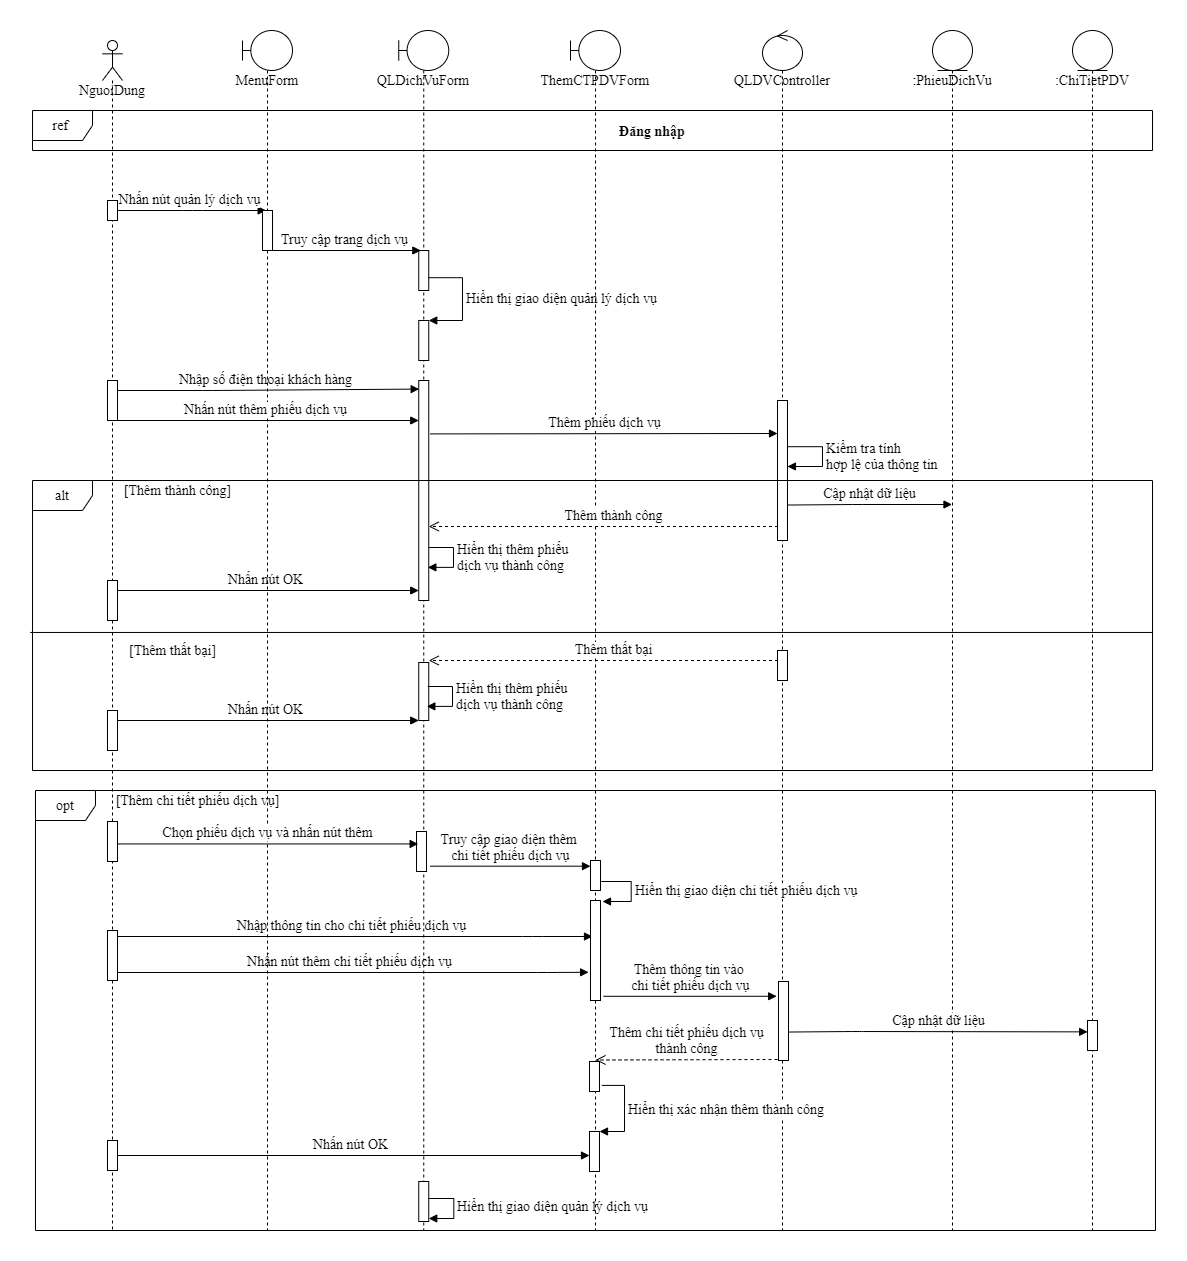 NguoiDung
MenuForm
QLDichVuForm
ThemCTPDVForm
QLDVController
:PhieuDichVu
:ChiTietPDV
ref
Đăng nhập
Nhấn nút quản lý dịch vụ
Truy cập trang dịch vụ
Hiển thị giao diện quản lý dịch vụ
Nhập số điện thoại khách hàng
Nhấn nút thêm phiếu dịch vụ
Thêm phiếu dịch vụ
Kiểm tra tính
hợp lệ của thông tin
alt
[Thêm thành công]
Cập nhật dữ liệu
Thêm thành công
Hiển thị thêm phiếu
dịch vụ thành công
Nhấn nút OK
[Thêm thất bại]
Thêm thất bại
Hiển thị thêm phiếu
dịch vụ thành công
Nhấn nút OK
opt
[Thêm chi tiết phiếu dịch vụ]
Chọn phiếu dịch vụ và nhấn nút thêm
Truy cập giao diện thêm
chi tiết phiếu dịch vụ
Hiển thị giao diện chi tiết phiếu dịch vụ
Nhập thông tin cho chi tiết phiếu dịch vụ
Nhấn nút thêm chi tiết phiếu dịch vụ
Thêm thông tin vào
chi tiết phiếu dịch vụ
Cập nhật dữ liệu
Thêm chi tiết phiếu dịch vụ
thành công
Hiển thị xác nhận thêm thành công
Nhấn nút OK
Hiển thị giao diện quản lý dịch vụ